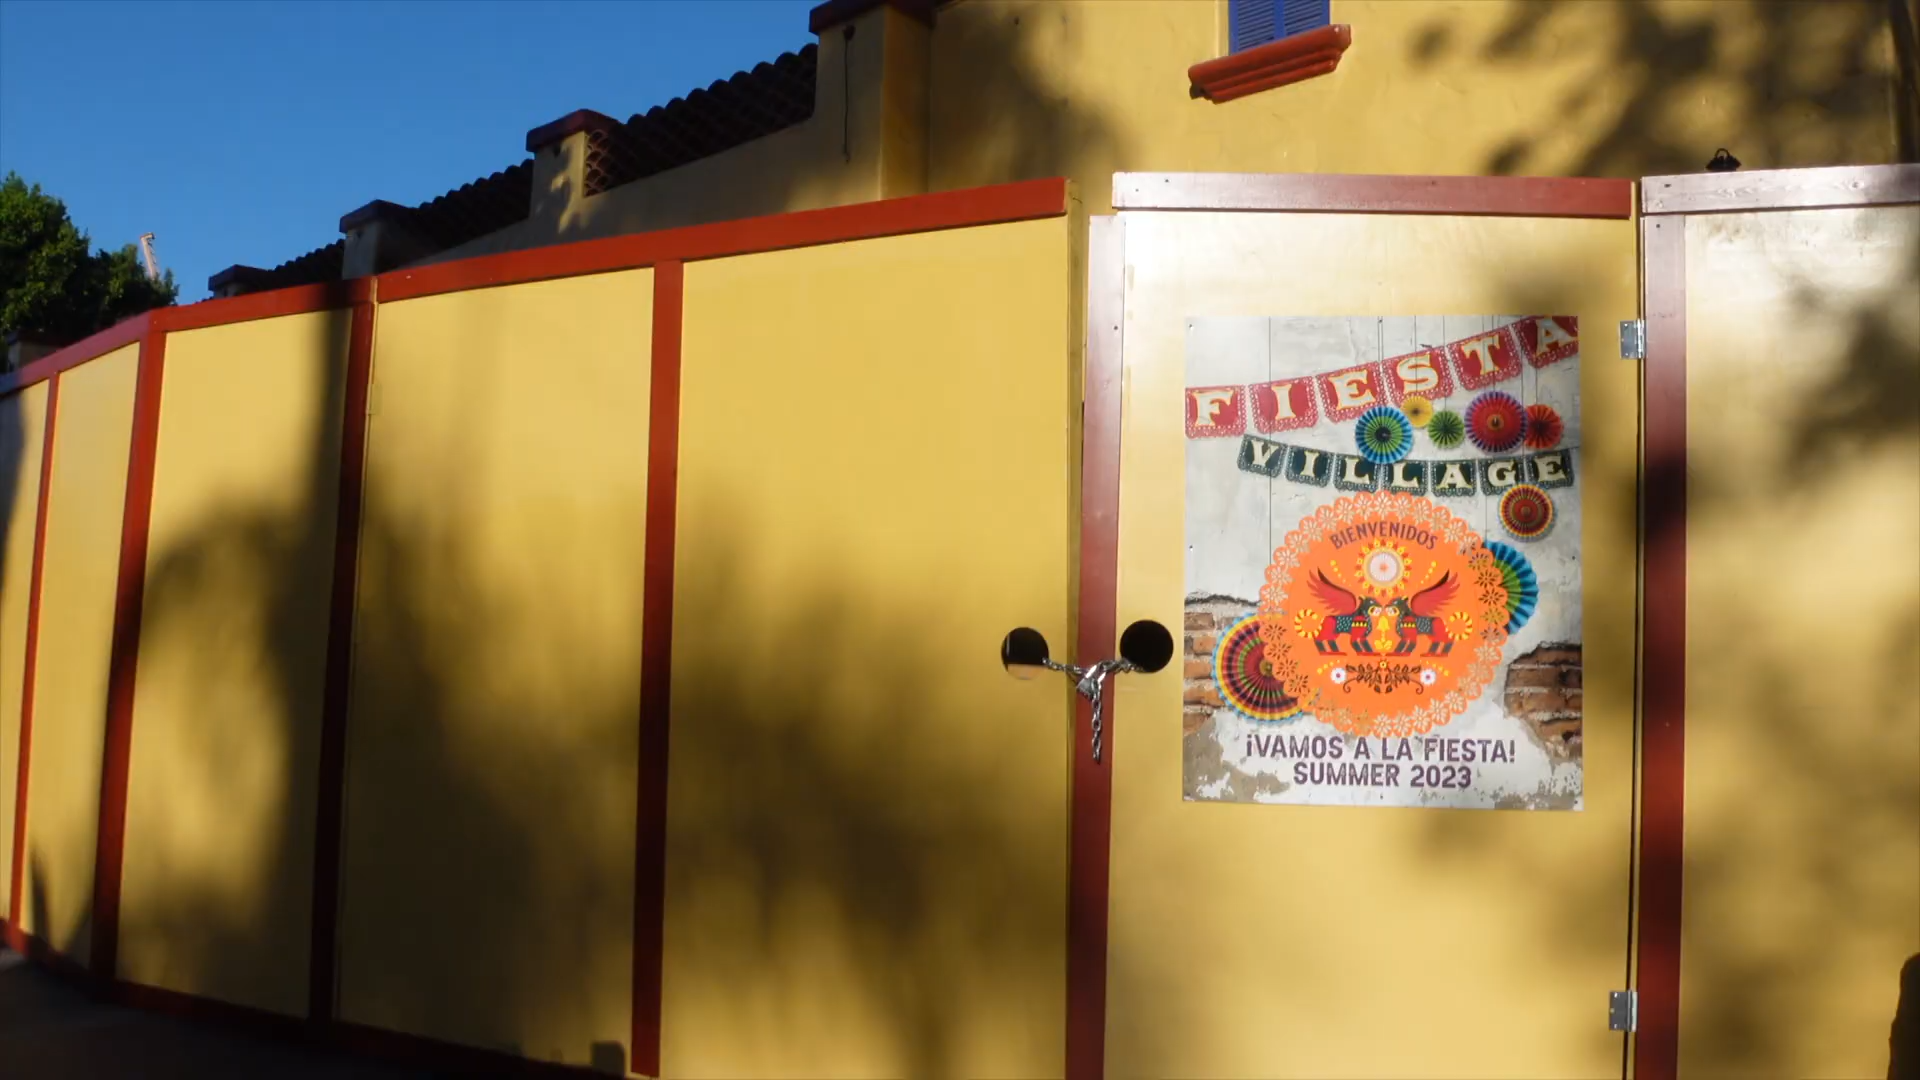 FIESTA
VILLAGE
BIENVENIDOS
¡VAMOS A LA FIESTA!
SUMMER 2023